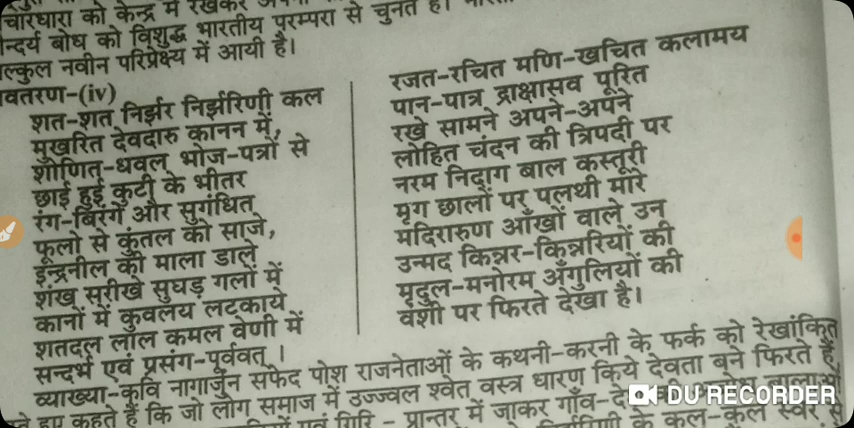 चारधारा को केन्द्र में रखकर
न्दर्य बोध को विशुद्ध भारतीय परम्परा से चुनते हैं।
ल्कुल नवीन परिप्रेक्ष्य में आयी है।
वतरण-(iv)
शत-शत निर्झर निर्झरिणी कल
मुखरित देवदारु कानन में,
शोणित-धवल भोज-पत्रों से
छाई हुई कुटी के भीतर
रंग-बिरंगे और सुगंधित
फूलो से कुंतल को साजे,
इन्द्रनील की माला डाले
शंख सरीखे सुघड़ गलों में
कानों में कुवलय लटकाये
शतदल लाल कमल वेणी में
रजत-रचित मणि-खचित कलामय
पान-पात्र द्राक्षासव पूरित
रखे सामने अपने-अपने
लोहित चंदन की त्रिपदी पर
नरम निदाग बाल कस्तूरी
मृग छालों पर पलथी मारे
मदिरारुण आँखों वाले उन
उन्मद किन्नर-किन्नरियों की
मृदुल-मनोरम अँगुलियों की
वंशी पर फिरते देखा है।
सन्दर्भ एवं प्रसंग-पूर्ववत् ।
व्याख्या-कवि नागार्जुन सफेद पोश राजनेताओं के कथनी-करनी के फर्क को रेखांकित
हुए कहते हैं कि जो लोग समाज में उज्ज्वल श्वेत वस्त्र धारण किये देवता बने फिरते हैं,
एवं गिरि - प्रान्तर में जाकर गाँव-
के कल-कल स्वर से
DU RECORDER